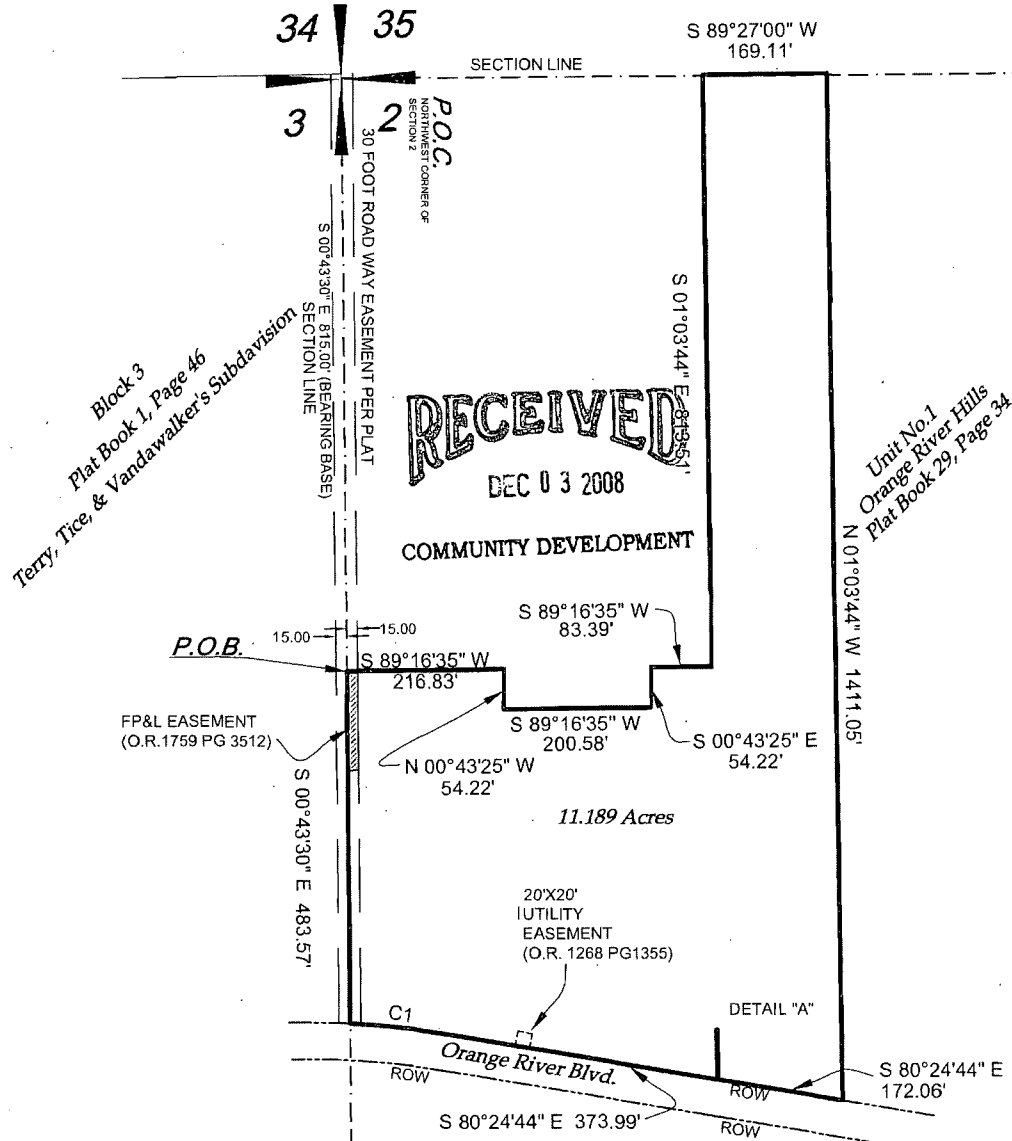 34
35
S 89°27'00" W
169.11'
SECTION LINE
3
2
P.O.C.
NORTHWEST CORNER OF
SECTION 2
30 FOOT ROAD WAY EASEMENT PER PLAT
S 00°43'30" E 815.00' (BEARING BASE)
SECTION LINE
Block 3
Plat Book 1, Page 46
Terry, Tice, & Vandawalker's Subdavision
S 01°03'44" E 813.51'
RECEIVED
DEC 03 2008
COMMUNITY DEVELOPMENT
Unit No.1
Orange River Hills
Plat Book 29, Page 34
N 01°03'44" W 1411.05'
S 89°16'35" W
83.39'
15.00
15.00
P.O.B.
S 89°16'35" W
216.83'
FP&L EASEMENT
(O.R.1759 PG 3512)
S 89°16'35" W
200.58'
S 00°43'25" E
54.22'
N 00°43'25" W
54.22'
S 00°43'30" E 483.57'
11.189 Acres
20'X20'
UTILITY
EASEMENT
(O.R. 1268 PG1355)
DETAIL "A"
C1
Orange River Blvd.
ROW
ROW
S 80°24'44" E
172.06'
S 80°24'44" E 373.99'
ROW